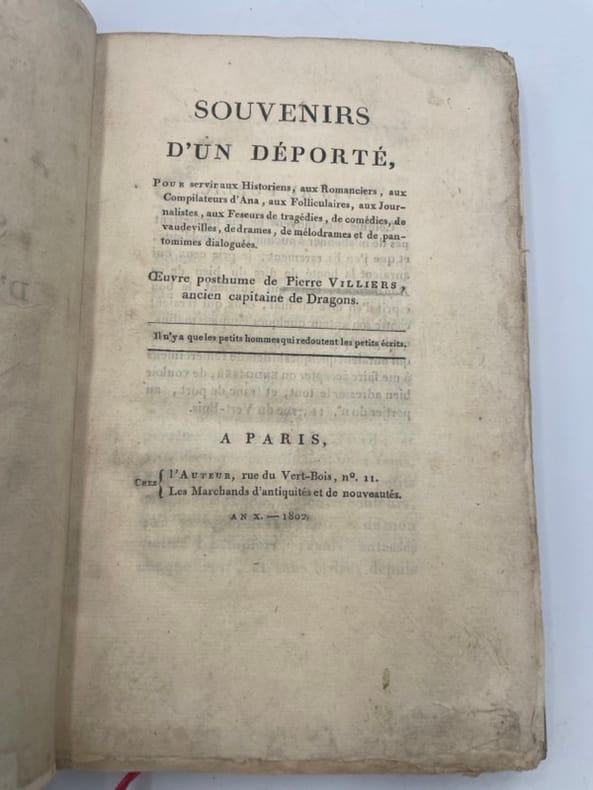 SOUVENIRS
D'UN DÉPORTÉ,
POUR servir aux Historiens, aux Romanciers, aux
Compilateurs d'Ana, aux Folliculaires, aux Jour-
nalistes, aux Feseurs de tragédies, de comédies, de
vaudevilles, de drames, de mélodrames et de pan-
tomimes dialoguées.
Œuvre posthume de Pierre VILLIERS,
ancien capitaine de Dragons.
Il n'y a que les petits hommes qui redoutent les petits écrits.
A PARIS,
CHEZ { l'AUTEUR, rue du Vert-Bois, nº. 11.
Les Marchands d'antiquités et de nouveautés.
AN X. — 1802.